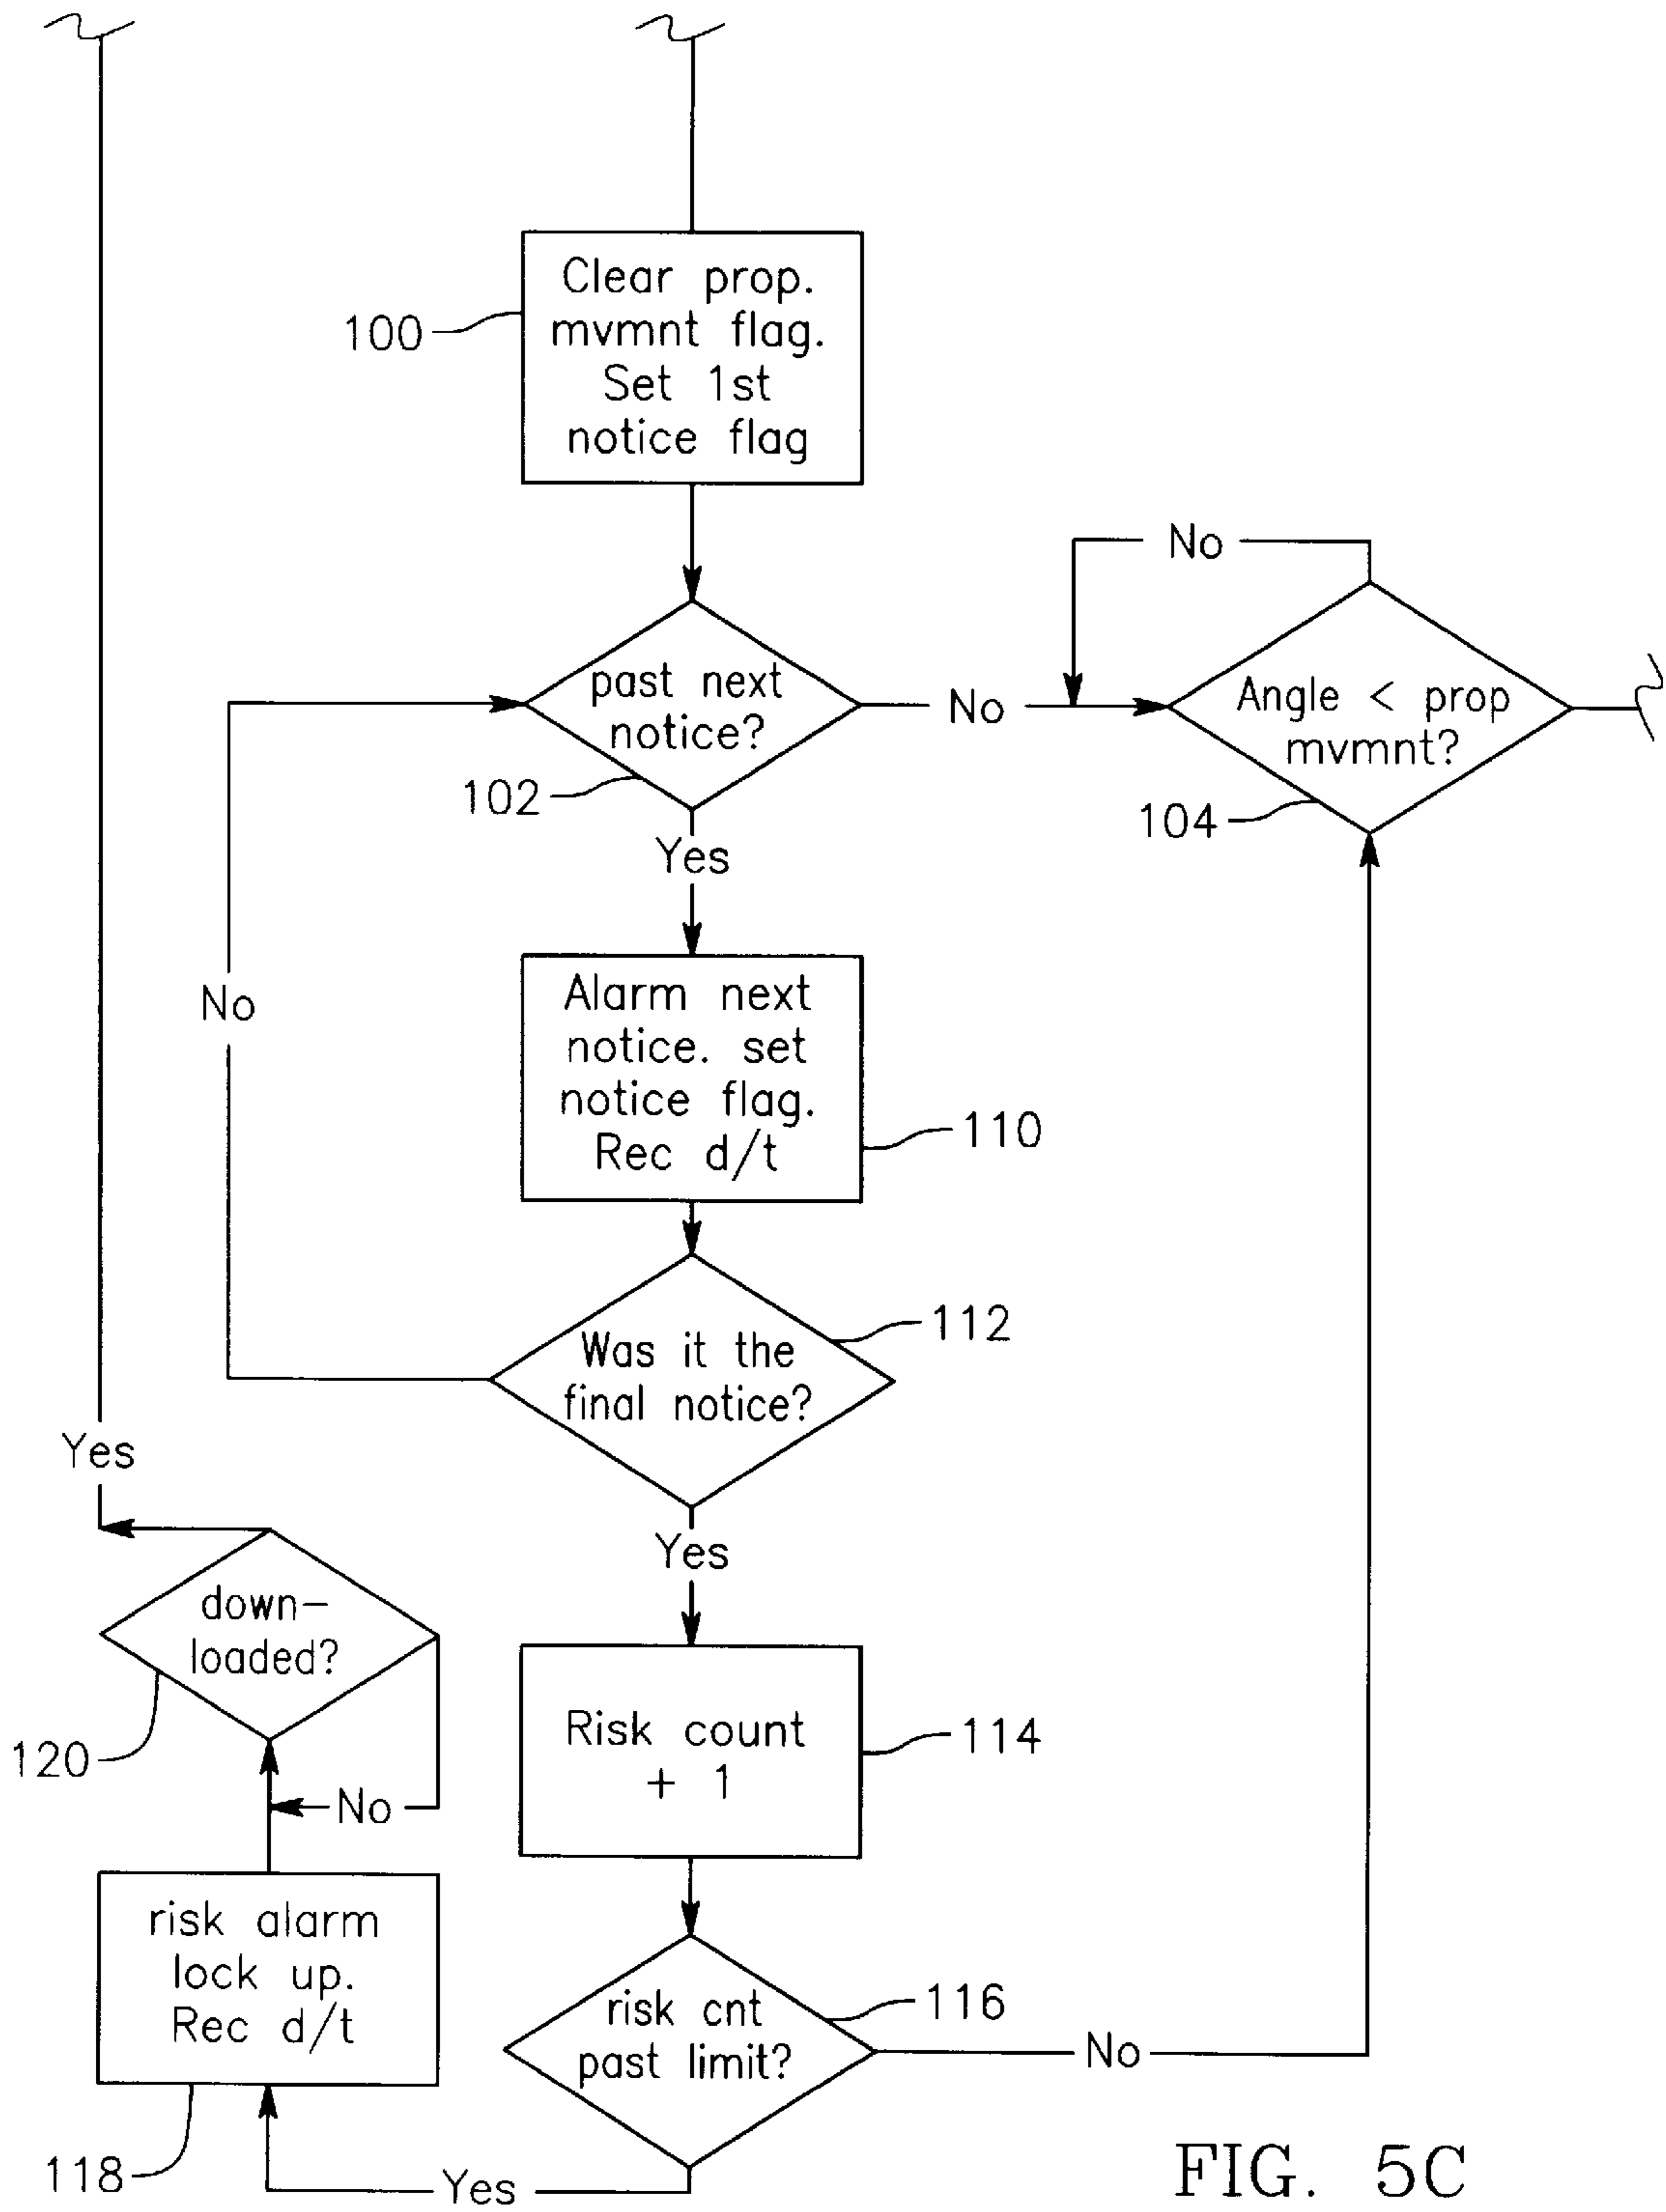 Clear prop.
mvmnt flag.
Set 1st
notice flag
100
No
past next
notice?
102
No
Angle < prop
mvmnt?
104
Yes
Alarm next
notice. set
notice flag.
Rec d/t
110
No
Was it the
final notice?
112
Yes
Yes
down-
loaded?
120
No
Risk count
+ 1
114
risk alarm
lock up.
Rec d/t
118
risk cnt
past limit?
116
No
Yes
FIG. 5C